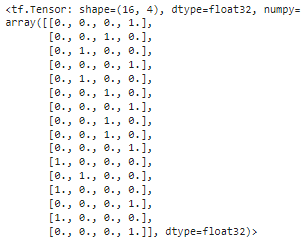 <tf.Tensor: shape=(16, 4), dtype=float32, numpy=
array([[0., 0., 0., 1.],
       [0., 0., 1., 0.],
       [0., 1., 0., 0.],
       [0., 0., 0., 1.],
       [0., 0., 1., 0.],
       [0., 1., 0., 0.],
       [0., 0., 0., 1.],
       [0., 0., 1., 0.],
       [0., 1., 0., 0.],
       [0., 0., 0., 1.],
       [1., 0., 0., 0.],
       [0., 1., 0., 0.],
       [1., 0., 0., 0.],
       [0., 0., 0., 1.],
       [1., 0., 0., 0.],
       [0., 0., 0., 1.]], dtype=float32)>